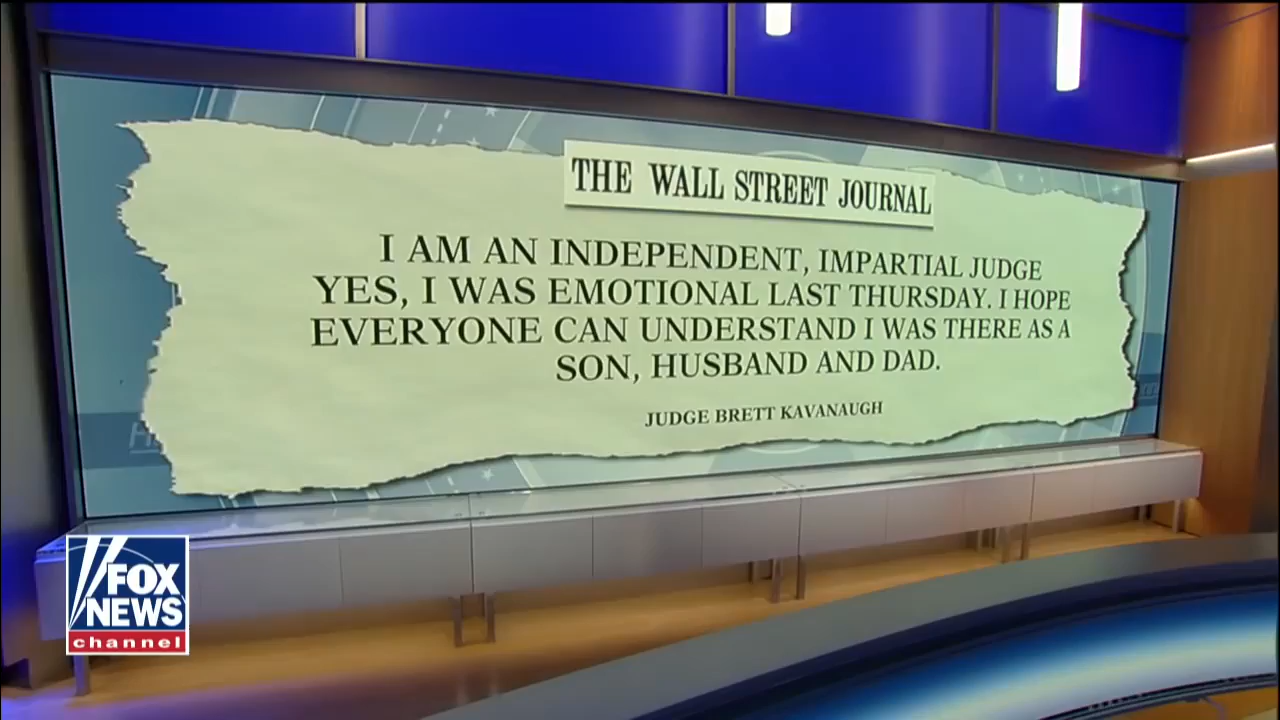 THE WALL STREET JOURNAL
I AM AN INDEPENDENT, IMPARTIAL JUDGE
YES, I WAS EMOTIONAL LAST THURSDAY. I HOPE
EVERYONE CAN UNDERSTAND I WAS THERE AS A
SON, HUSBAND AND DAD.
JUDGE BRETT KAVANAUGH
FOX
NEWS
channel